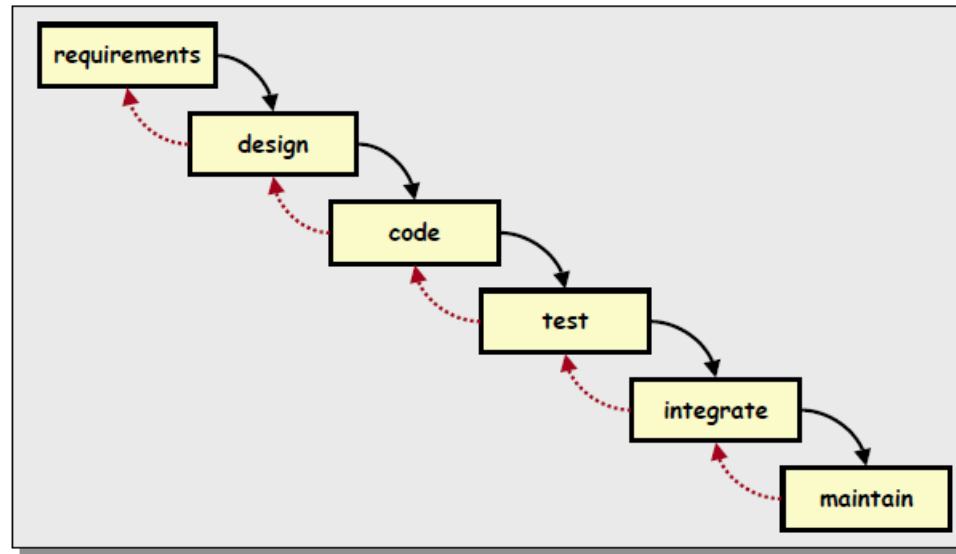 requirements
design
code
test
integrate
maintain